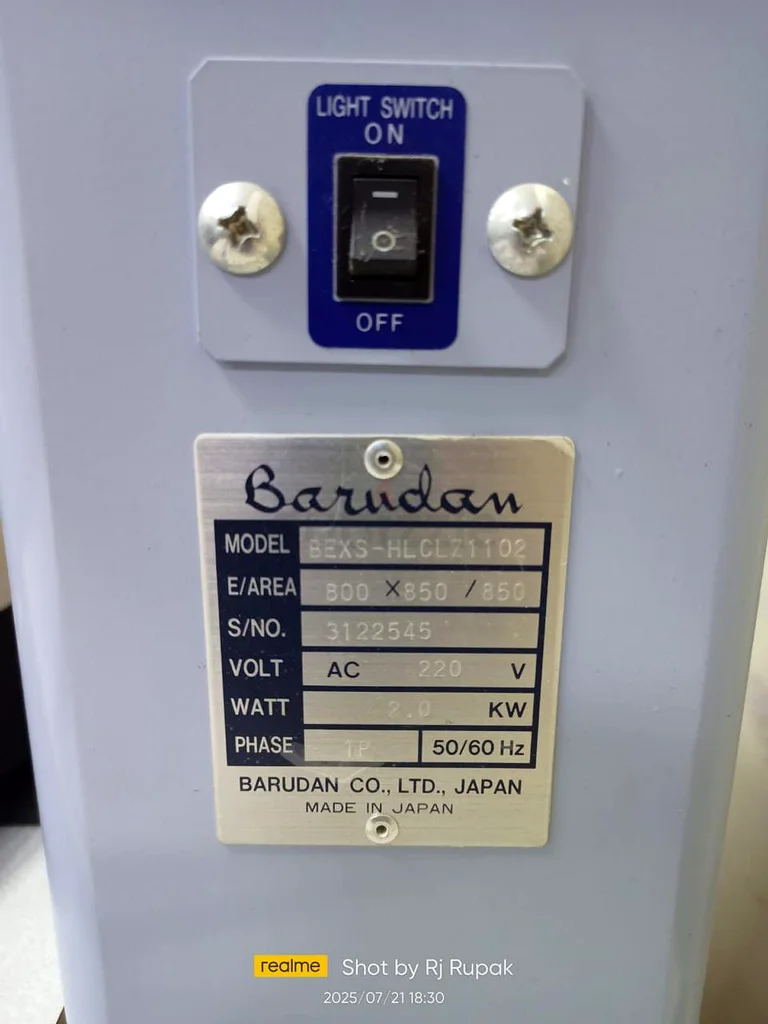 LIGHT SWITCH
ON
OFF
Barudan
MODEL BEXS-HLCLZ1102
E/AREA 800 X850 / 850
S/NO. 3122545
VOLT AC 220 V
WATT 2.0 KW
PHASE 1P 50/60 Hz
BARUDAN CO., LTD., JAPAN
MADE IN JAPAN
realme Shot by Rj Rupak
2025/07/21 18:30